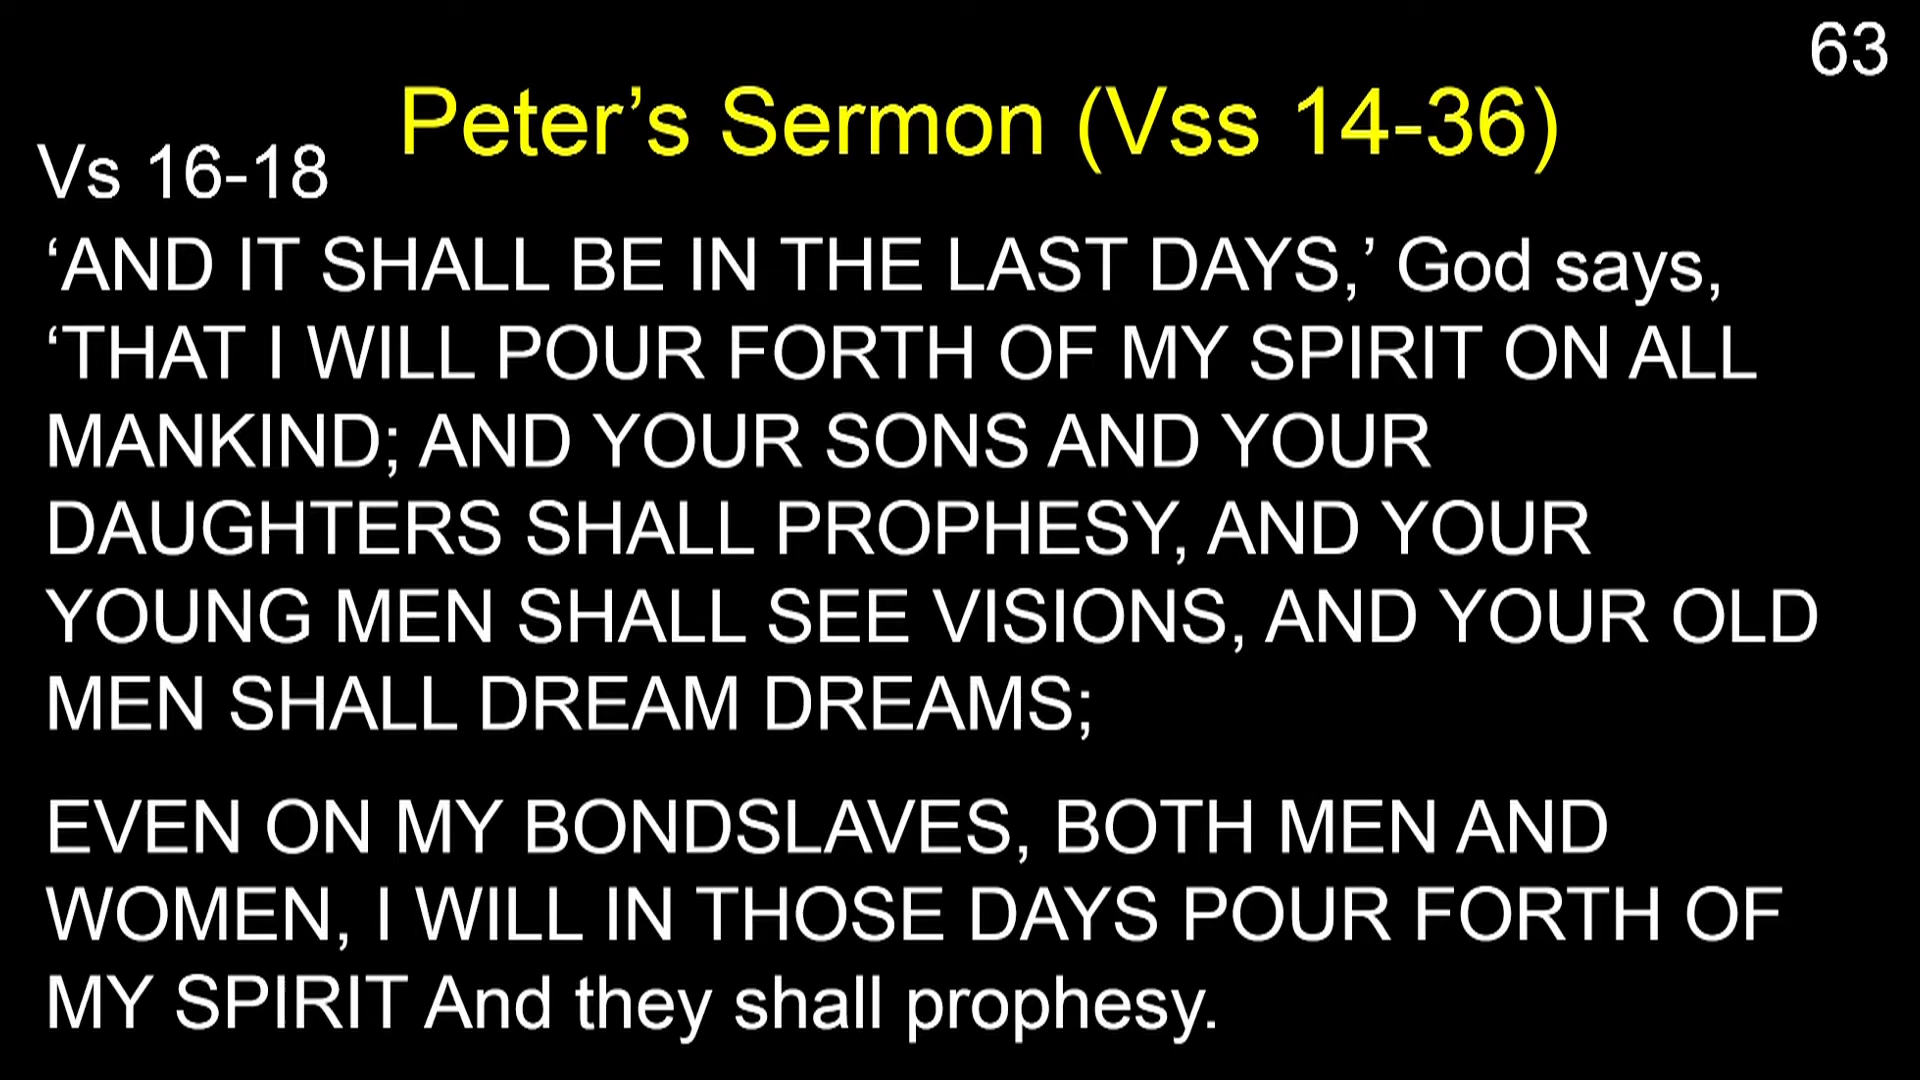 63
Peter’s Sermon (Vss 14-36)
Vs 16-18
‘AND IT SHALL BE IN THE LAST DAYS,’ God says,
‘THAT I WILL POUR FORTH OF MY SPIRIT ON ALL
MANKIND; AND YOUR SONS AND YOUR
DAUGHTERS SHALL PROPHESY, AND YOUR
YOUNG MEN SHALL SEE VISIONS, AND YOUR OLD
MEN SHALL DREAM DREAMS;
EVEN ON MY BONDSLAVES, BOTH MEN AND
WOMEN, I WILL IN THOSE DAYS POUR FORTH OF
MY SPIRIT And they shall prophesy.